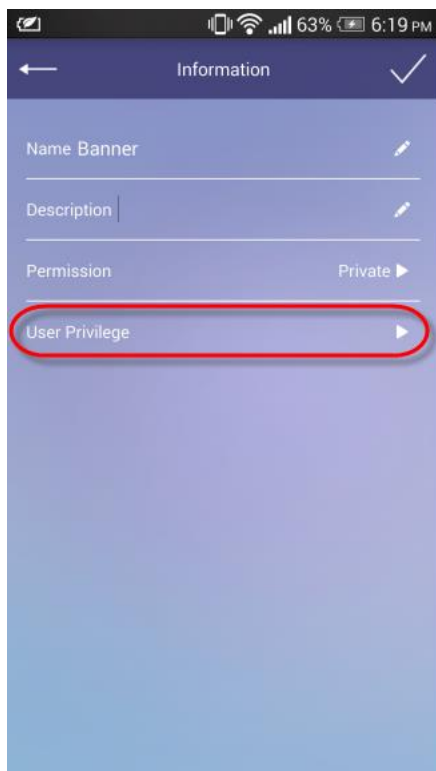 63% 6:19 PM
Information
Name Banner
Description
Permission Private
User Privilege